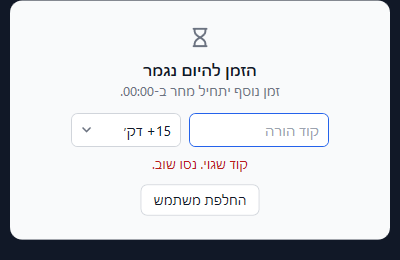 הזמן להיום נגמר
זמן נוסף יתחיל מחר ב-00:00.
קוד הורה
+15 דק׳
קוד שגוי. נסו שוב.
החלפת משתמש